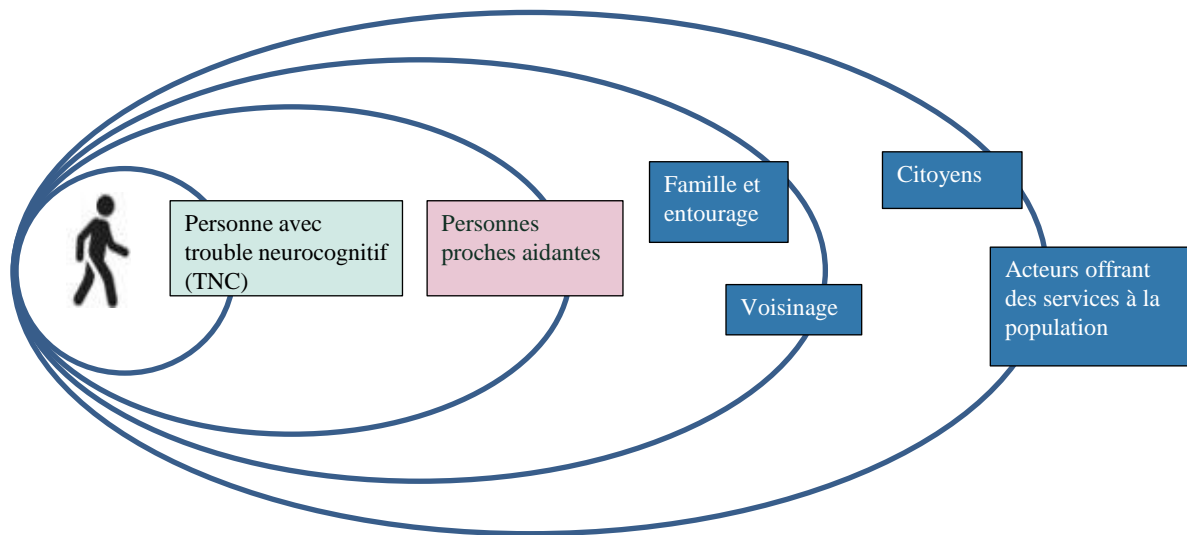 Personne avec
trouble neurocognitif
(TNC)
Personnes
proches aidantes
Famille et
entourage
Voisinage
Citoyens
Acteurs offrant
des services à la
population